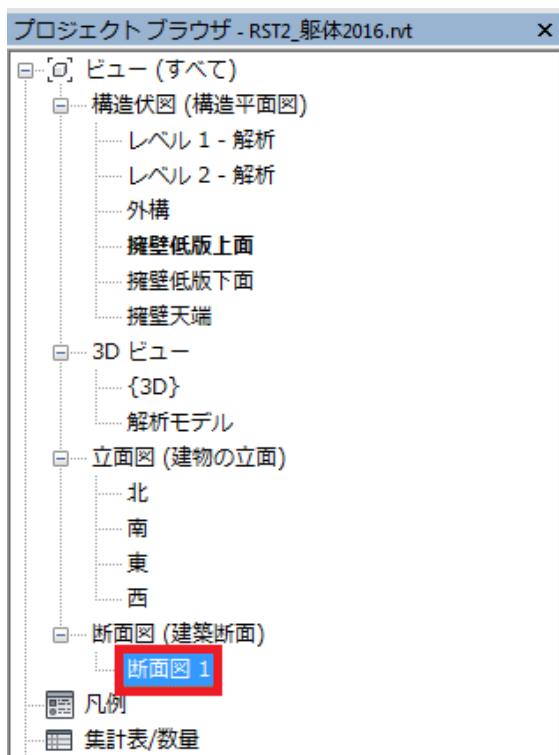 プロジェクト ブラウザ - RST2_躯体2016.rvt
ビュー (すべて)
構造伏図 (構造平面図)
レベル 1 - 解析
レベル 2 - 解析
外構
擁壁低版上面
擁壁低版下面
擁壁天端
3D ビュー
{3D}
解析モデル
立面図 (建物の立面)
北
南
東
西
断面図 (建築断面)
断面図 1
凡例
集計表/数量